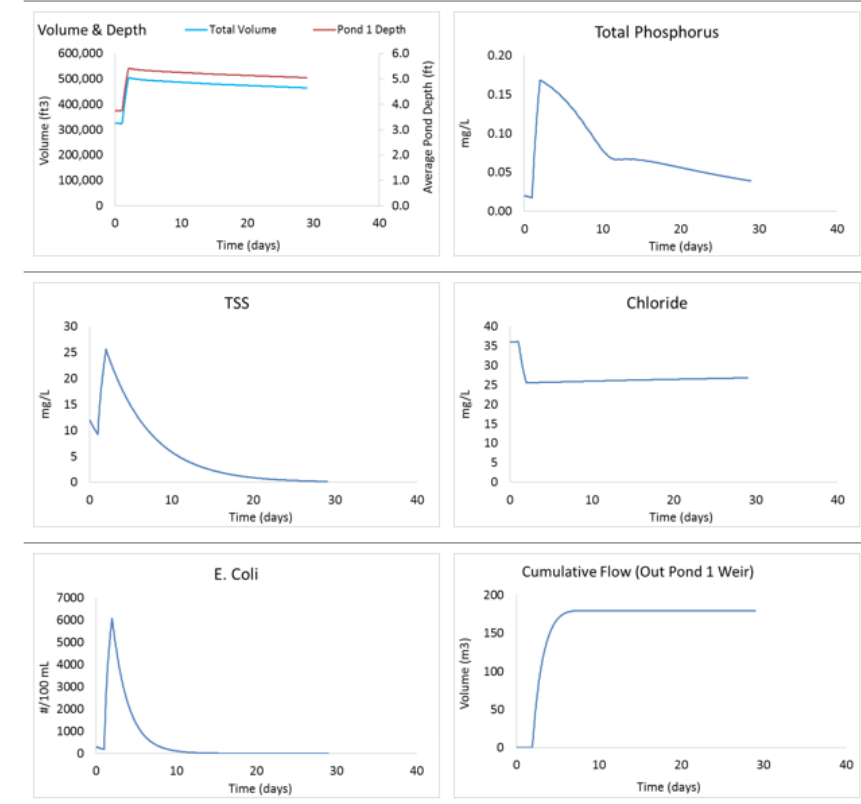 Volume & Depth
Total Volume
Pond 1 Depth
600,000
500,000
400,000
300,000
200,000
100,000
0
Volume (ft3)
6.0
5.0
4.0
3.0
2.0
1.0
0.0
Average Pond Depth (ft)
0 10 20 30 40
Time (days)
Total Phosphorus
0.20
0.15
0.10
0.05
0.00
mg/L
0 10 20 30 40
Time (days)
TSS
30
25
20
15
10
5
0
mg/L
0 10 20 30 40
Time (days)
Chloride
40
35
30
25
20
15
10
5
0
mg/L
0 10 20 30 40
Time (days)
E. Coli
7000
6000
5000
4000
3000
2000
1000
0
#/100 mL
0 10 20 30 40
Time (days)
Cumulative Flow (Out Pond 1 Weir)
200
150
100
50
0
Volume (m3)
0 10 20 30 40
Time (days)